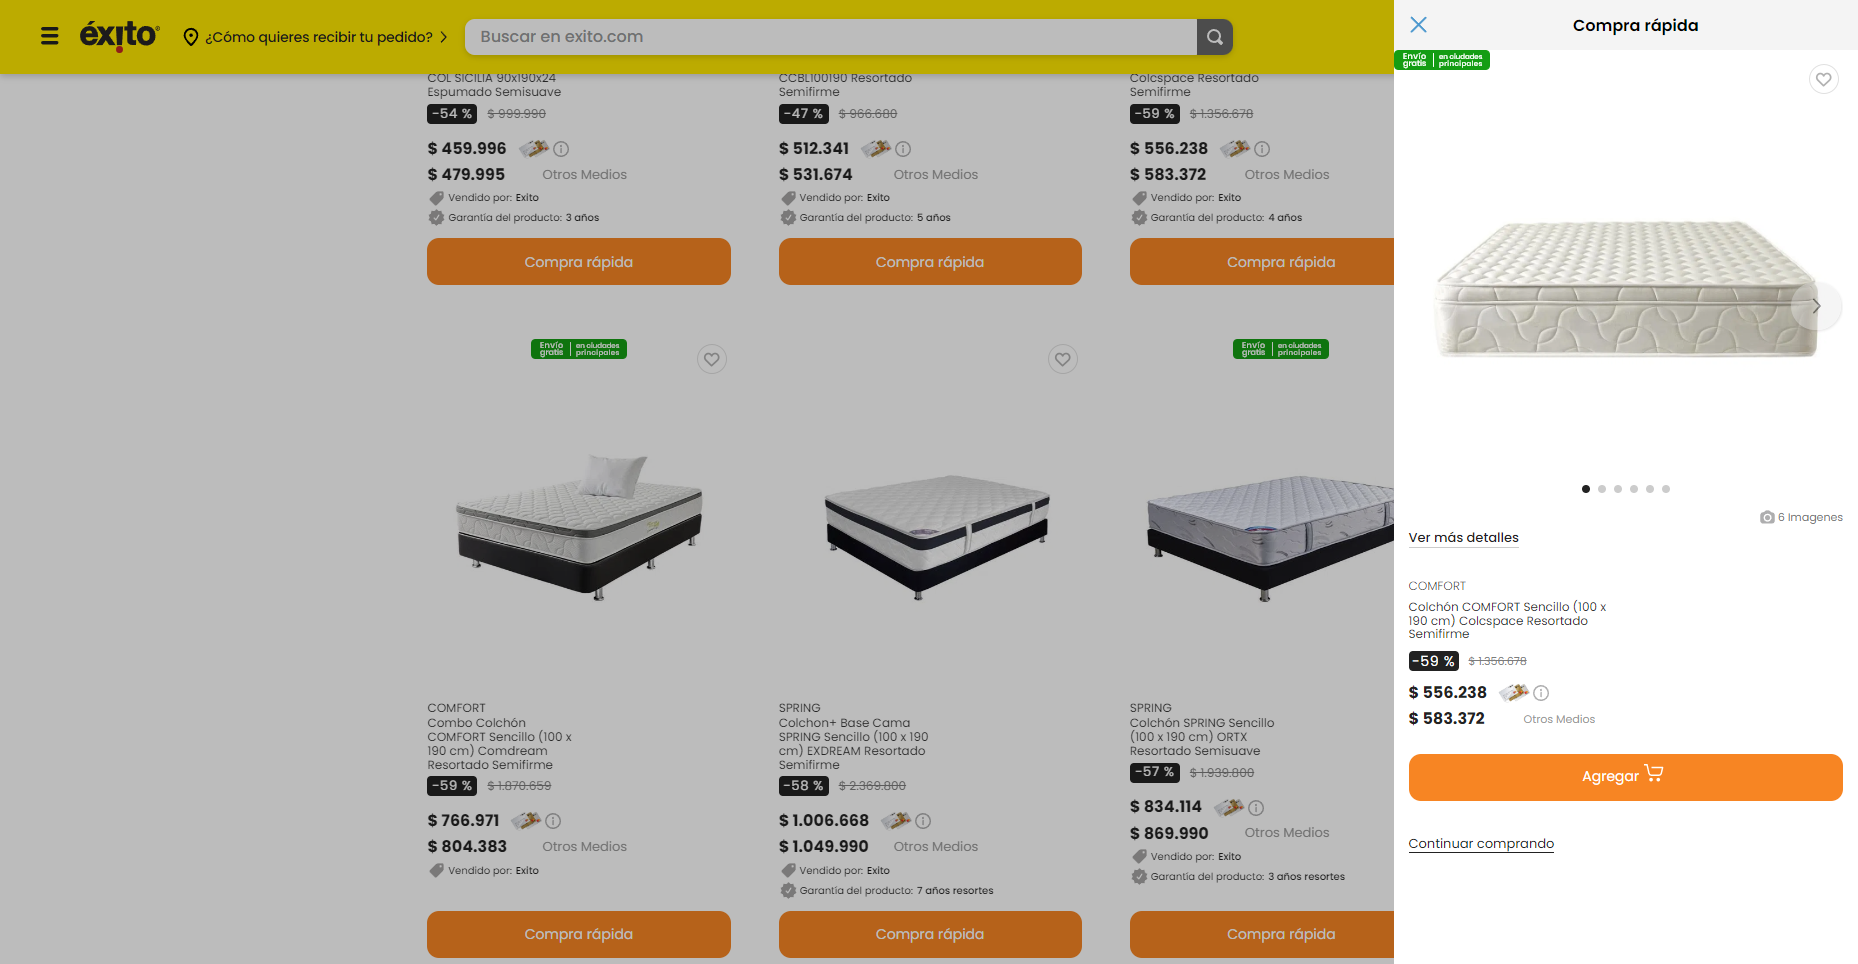 éxito
¿Cómo quieres recibir tu pedido?
Buscar en exito.com
COL SICILIA 90x190x24
Espumado Semisuave
-54 %
$ 999.990
$ 459.996
$ 479.995
Otros Medios
Vendido por: Exito
Garantía del producto: 3 años
Compra rápida
CCBL100190 Resortado
Semifirme
-47 %
$ 966.680
$ 512.341
$ 531.674
Otros Medios
Vendido por: Exito
Garantía del producto: 5 años
Compra rápida
Colcspace Resortado
Semifirme
-59 %
$ 1.356.678
$ 556.238
$ 583.372
Otros Medios
Vendido por: Exito
Garantía del producto: 4 años
Compra rápida
Envío gratis
en ciudades principales
COMFORT
Combo Colchón
COMFORT Sencillo (100 x
190 cm) Comdream
Resortado Semifirme
-59 %
$ 1.870.659
$ 766.971
$ 804.383
Otros Medios
Vendido por: Exito
Compra rápida
SPRING
Colchon+ Base Cama
SPRING Sencillo (100 x 190
cm) EXDREAM Resortado
Semifirme
-58 %
$ 2.369.800
$ 1.006.668
$ 1.049.990
Otros Medios
Vendido por: Exito
Garantía del producto: 7 años resortes
Compra rápida
Envío gratis
en ciudades principales
SPRING
Colchón SPRING Sencillo
(100 x 190 cm) ORTX
Resortado Semisuave
-57 %
$ 1.939.800
$ 834.114
$ 869.990
Otros Medios
Vendido por: Exito
Garantía del producto: 3 años resortes
Compra rápida
Compra rápida
Envío gratis
en ciudades principales
6 Imagenes
Ver más detalles
COMFORT
Colchón COMFORT Sencillo (100 x
190 cm) Colcspace Resortado
Semifirme
-59 %
$ 1.356.678
$ 556.238
$ 583.372
Otros Medios
Agregar
Continuar comprando